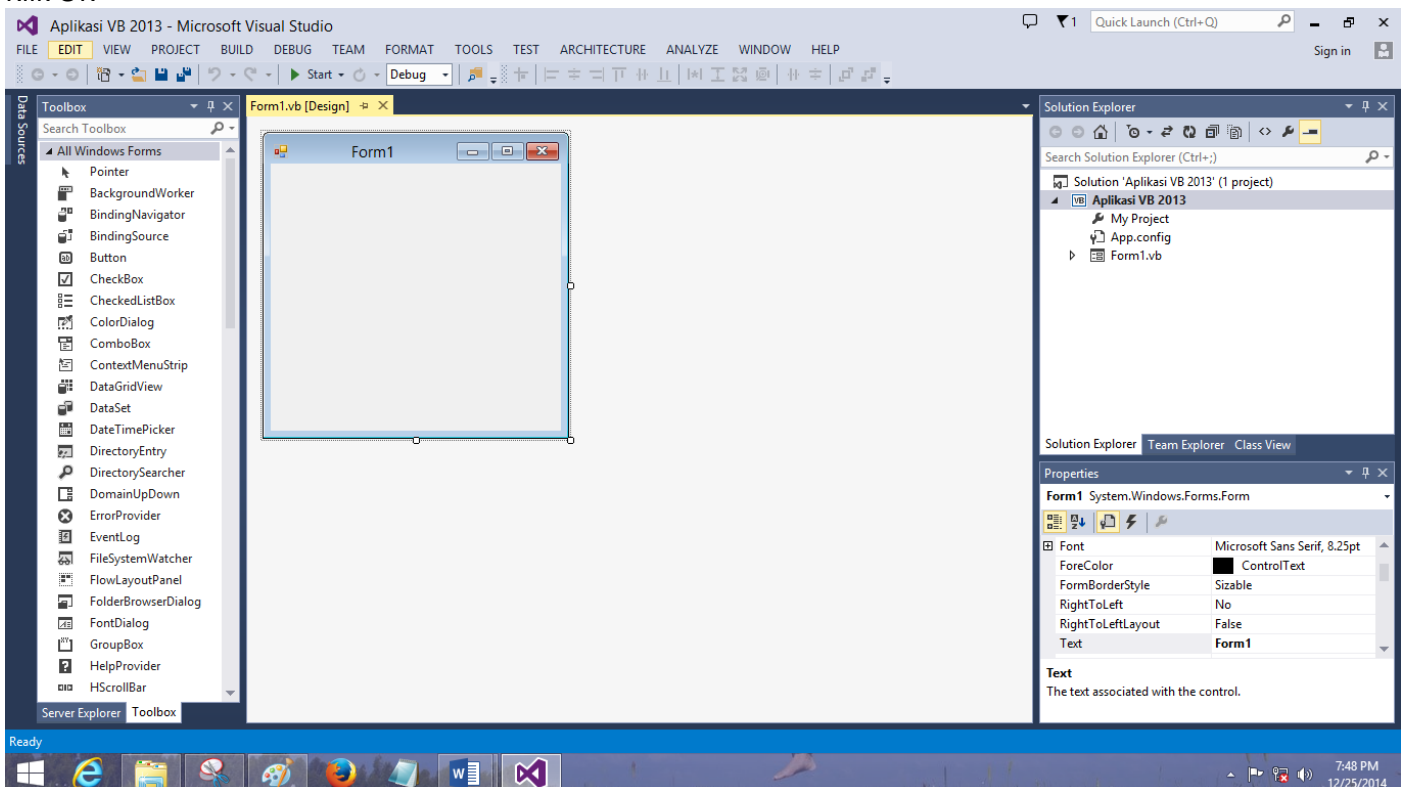 Aplikasi VB 2013 - Microsoft Visual Studio
1
Quick Launch (Ctrl+Q)
FILE EDIT VIEW PROJECT BUILD DEBUG TEAM FORMAT TOOLS TEST ARCHITECTURE ANALYZE WINDOW HELP
Sign in
Start
Debug
Data Sources
Toolbox
Search Toolbox
All Windows Forms
Pointer
BackgroundWorker
BindingNavigator
BindingSource
Button
CheckBox
CheckedListBox
ColorDialog
ComboBox
ContextMenuStrip
DataGridView
DataSet
DateTimePicker
DirectoryEntry
DirectorySearcher
DomainUpDown
ErrorProvider
EventLog
FileSystemWatcher
FlowLayoutPanel
FolderBrowserDialog
FontDialog
GroupBox
HelpProvider
HScrollBar
Server Explorer Toolbox
Form1.vb [Design]
Form1
Solution Explorer
Search Solution Explorer (Ctrl+;)
Solution 'Aplikasi VB 2013' (1 project)
VB Aplikasi VB 2013
My Project
App.config
Form1.vb
Solution Explorer Team Explorer Class View
Properties
Form1 System.Windows.Forms.Form
Font Microsoft Sans Serif, 8.25pt
ForeColor ControlText
FormBorderStyle Sizable
RightToLeft No
RightToLeftLayout False
Text Form1
Text
The text associated with the control.
Ready
7:48 PM
12/25/2014